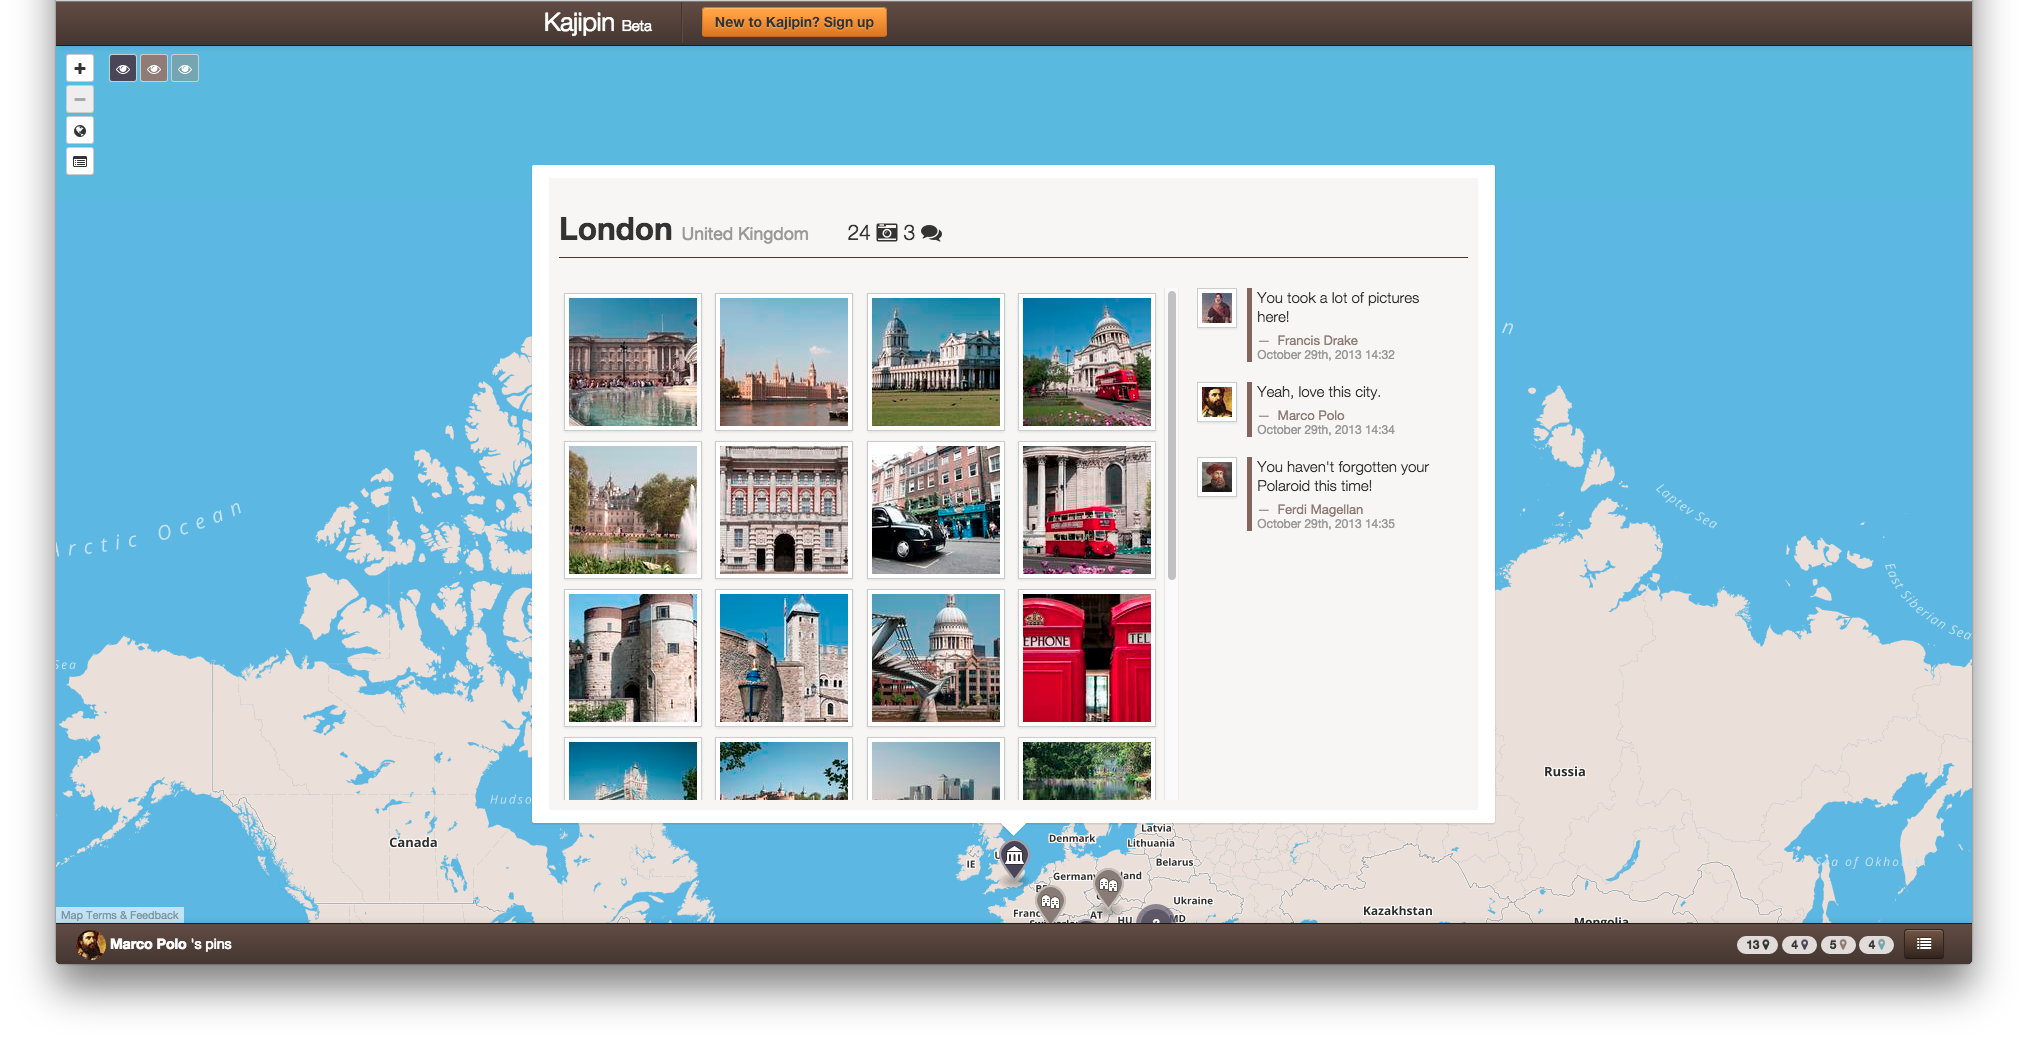 Kajipin Beta
New to Kajipin? Sign up
London United Kingdom 24 3
You took a lot of pictures
here!
— Francis Drake
October 29th, 2013 14:32
Yeah, love this city.
— Marco Polo
October 29th, 2013 14:34
You haven't forgotten your
Polaroid this time!
— Ferdi Magellan
October 29th, 2013 14:35
EPHONE
TEL
n
Arctic Ocean
Laptev Sea
East Siberian Sea
Sea
Hudso
Canada
Russia
Latvia
Denmark
Lithuania
IE
U
Belarus
German
land
Ukraine
Franc
AT
HU
MD
Kazakhstan
Mongolia
Sea of Okho
Map Terms & Feedback
Marco Polo 's pins
13 4 5 4